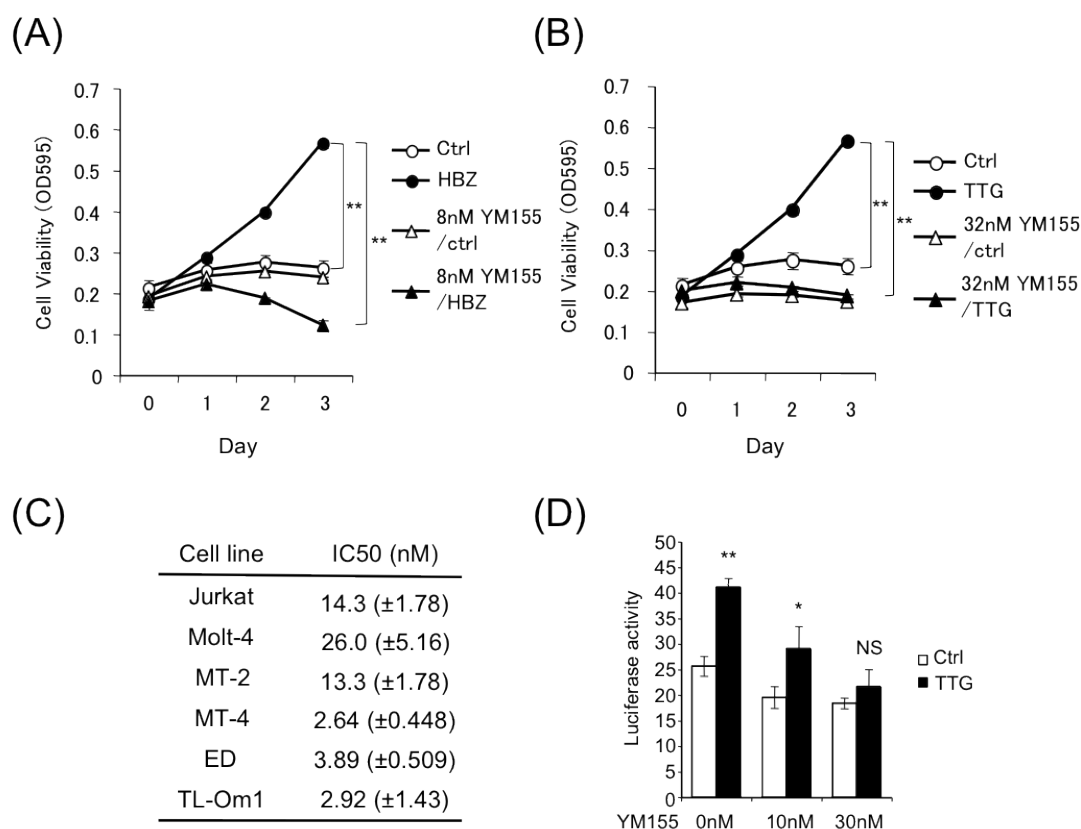 (A)
0.7
0.6
0.5
0.4
0.3
0.2
0.1
0
Cell Viability (OD595)
0 1 2 3
Day
**
**
Ctrl
HBZ
8nM YM155
/ctrl
8nM YM155
/HBZ
(B)
0.7
0.6
0.5
0.4
0.3
0.2
0.1
0
Cell Viability (OD595)
0 1 2 3
Day
**
**
Ctrl
TTG
32nM YM155
/ctrl
32nM YM155
/TTG
(C)
Cell line IC50 (nM)
Jurkat 14.3 (±1.78)
Molt-4 26.0 (±5.16)
MT-2 13.3 (±1.78)
MT-4 2.64 (±0.448)
ED 3.89 (±0.509)
TL-Om1 2.92 (±1.43)
(D)
50
45
40
35
30
25
20
15
10
5
0
Luciferase activity
**
*
NS
Ctrl
TTG
YM155 0nM 10nM 30nM